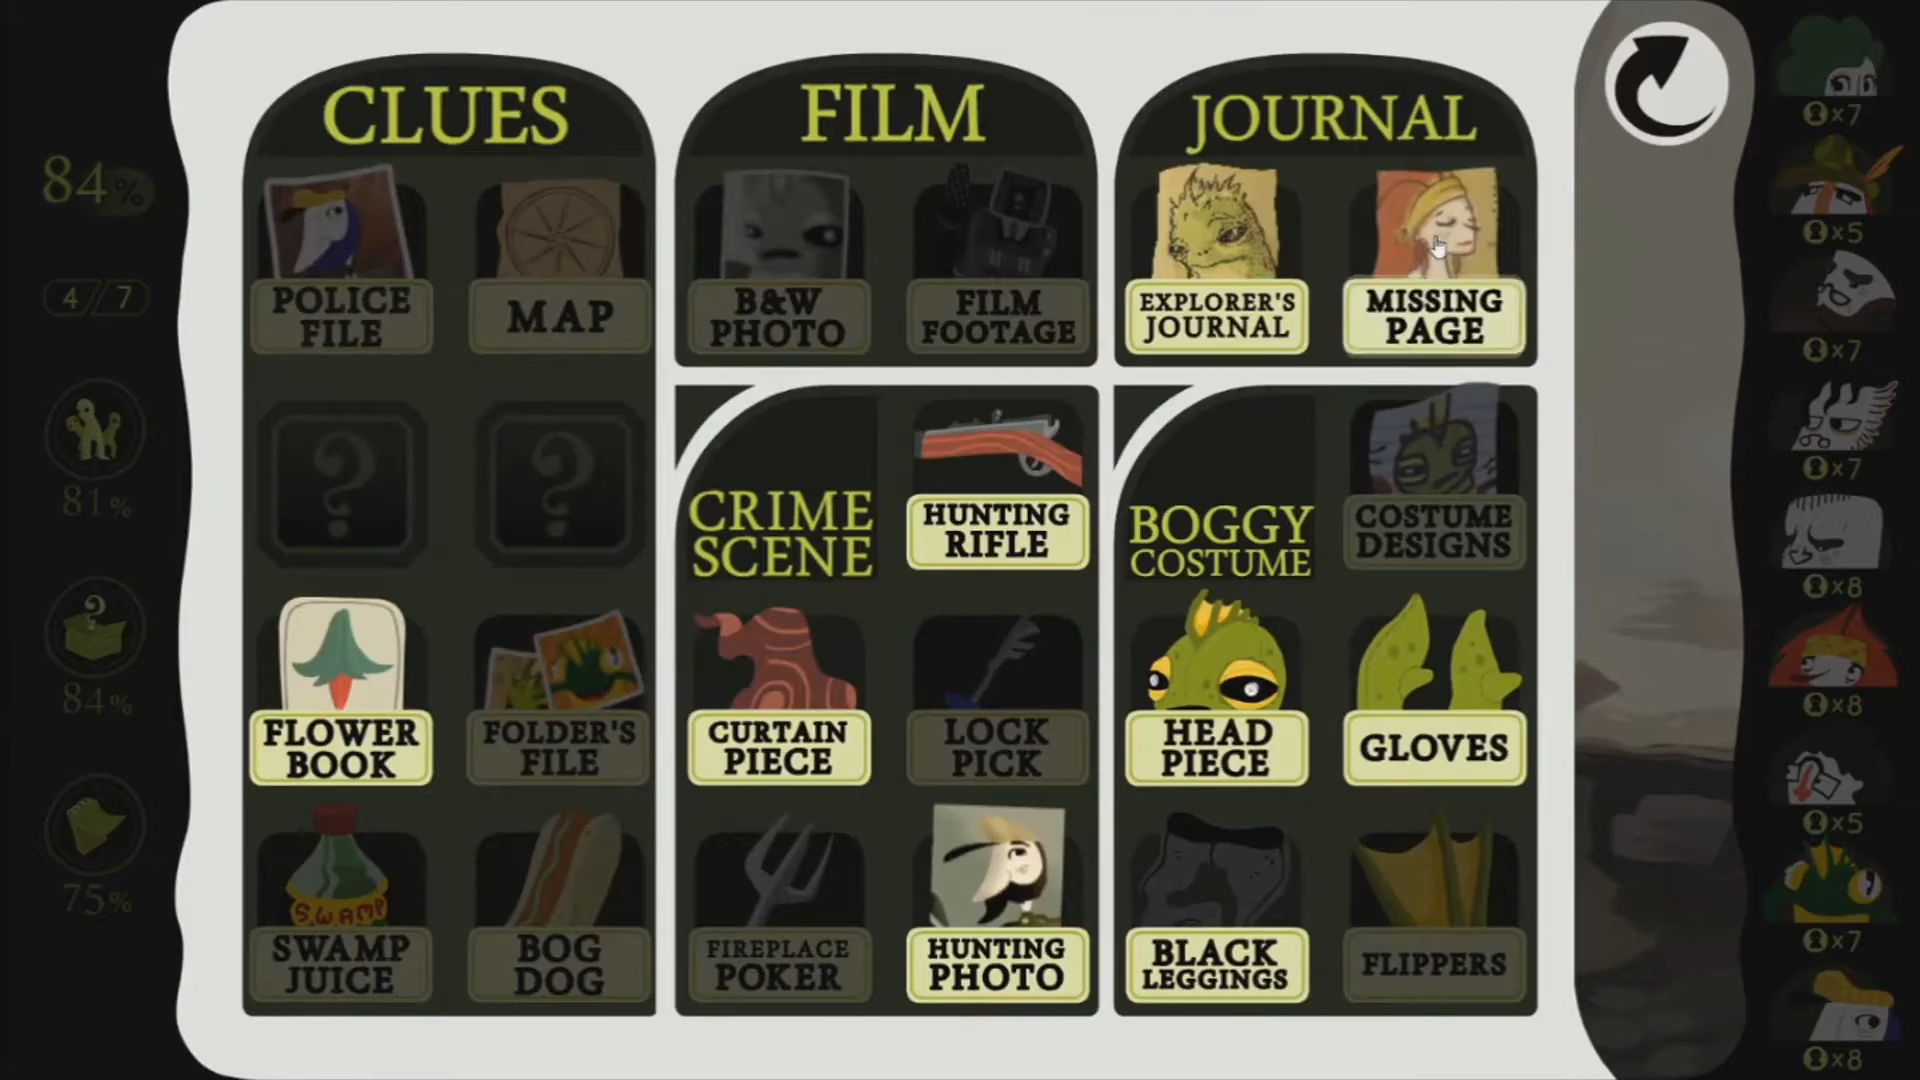 CLUES
FILM
JOURNAL
84%
4/7
81%
84%
75%
POLICE
FILE
MAP
B&W
PHOTO
FILM
FOOTAGE
EXPLORER'S
JOURNAL
MISSING
PAGE
?
?
CRIME
SCENE
HUNTING
RIFLE
BOGGY
COSTUME
COSTUME
DESIGNS
FLOWER
BOOK
FOLDER'S
FILE
CURTAIN
PIECE
LOCK
PICK
HEAD
PIECE
GLOVES
S.W.A.M.P
SWAMP
JUICE
BOG
DOG
FIREPLACE
POKER
HUNTING
PHOTO
BLACK
LEGGINGS
FLIPPERS
x7
x5
x7
x7
x8
x8
x5
x7
x8